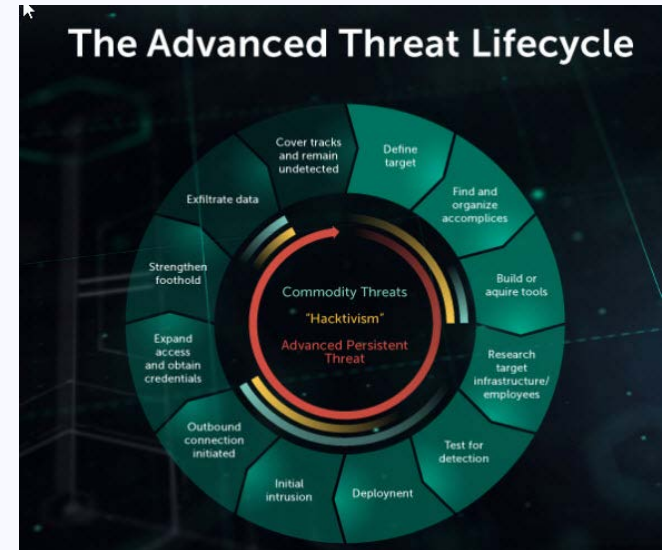 The Advanced Threat Lifecycle
Define
target
Find and
organize
accomplices
Build or
aquire tools
Research
target
infrastructure/
employees
Test for
detection
Deployment
Initial
intrusion
Outbound
connection
initiated
Expand
access
and obtain
credentials
Strengthen
foothold
Exfiltrate data
Cover tracks
and remain
undetected
Commodity Threats
"Hacktivism"
Advanced Persistent
Threat